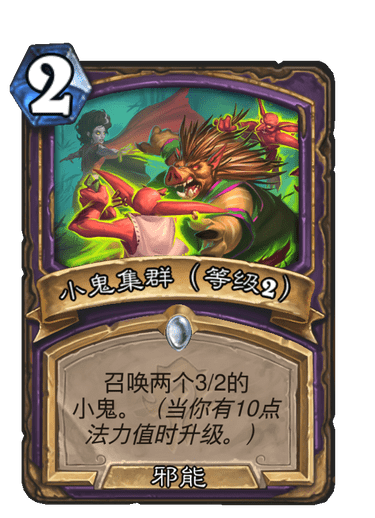 2
小鬼集群（等级2）
召唤两个3/2的
小鬼。（当你有10点
法力值时升级。）
邪能